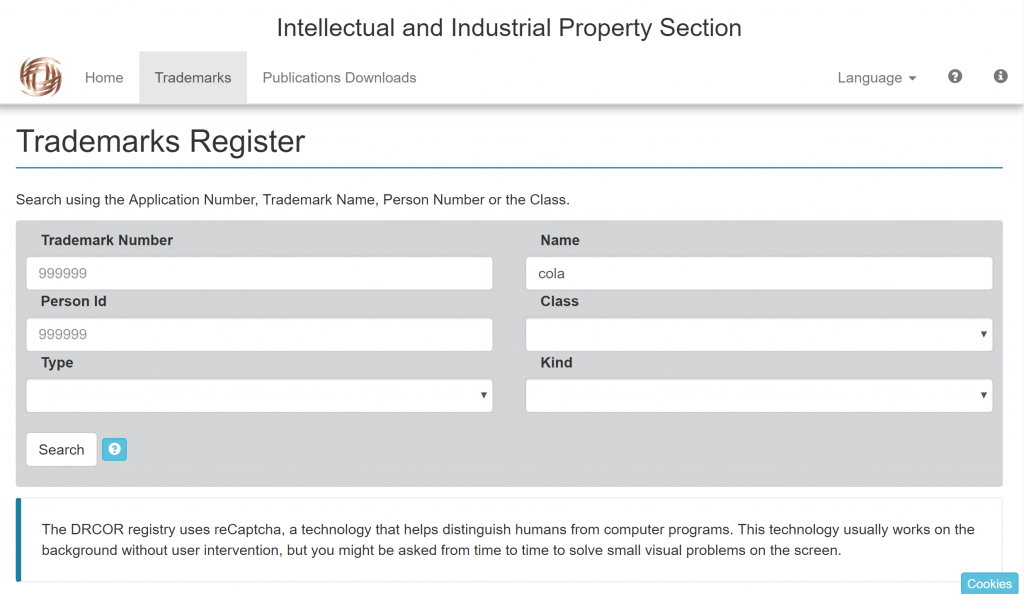 Intellectual and Industrial Property Section
Home Trademarks Publications Downloads Language
Trademarks Register
Search using the Application Number, Trademark Name, Person Number or the Class.
Trademark Number Name
999999 cola
Person Id Class
999999
Type Kind
Search
The DRCOR registry uses reCaptcha, a technology that helps distinguish humans from computer programs. This technology usually works on the
background without user intervention, but you might be asked from time to time to solve small visual problems on the screen.
Cookies